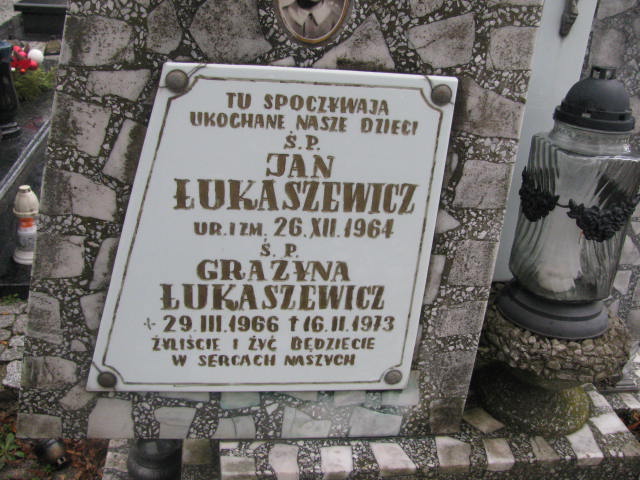 TU SPOCZYWAJĄ
UKOCHANE NASZE DZIECI
Ś.P.
JAN
ŁUKASZEWICZ
UR. I ZM. 26. XII. 1964
Ś.P.
GRAŻYNA
ŁUKASZEWICZ
* 29. III. 1966 † 16. II. 1973
ŻYLIŚCIE I ŻYĆ BĘDZIECIE
W SERCACH NASZYCH